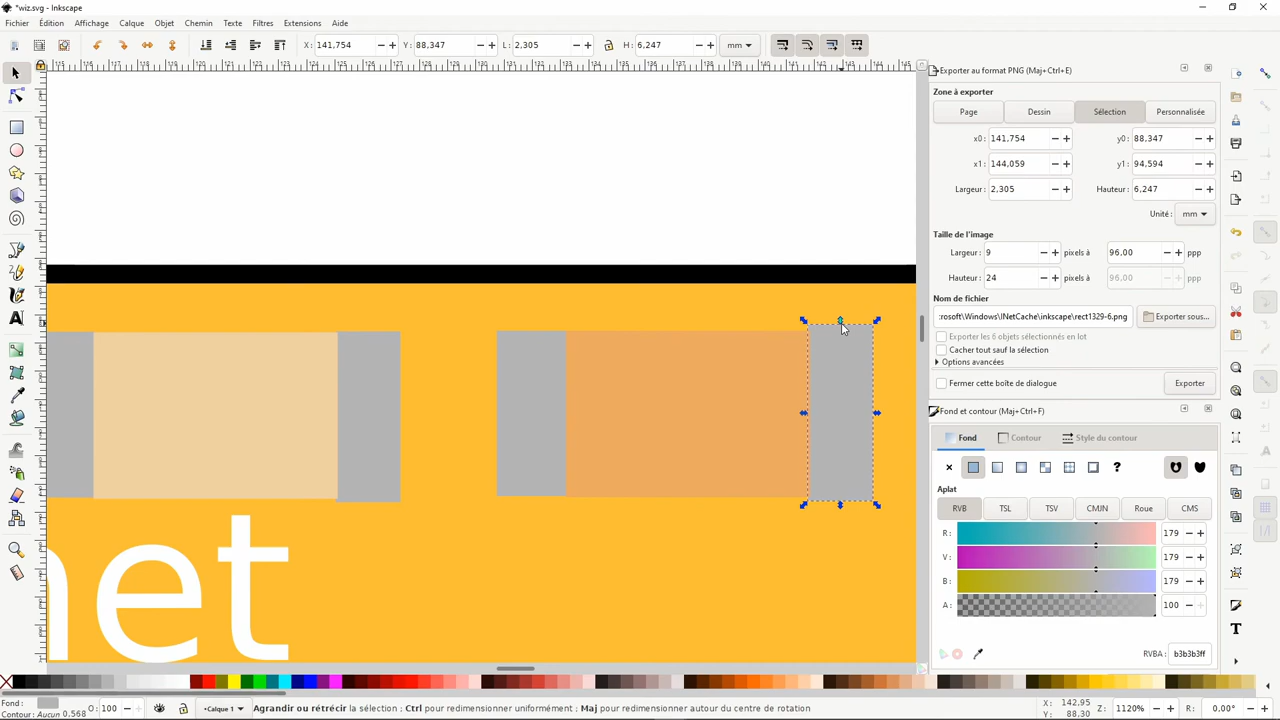 *wiz.svg - Inkscape
Fichier Édition Affichage Calque Objet Chemin Texte Filtres Extensions Aide
X: 141,754 Y: 88,347 L: 2,305 H: 6,247 mm
Exporter au format PNG (Maj+Ctrl+E)
Zone à exporter
Page Dessin Sélection Personnalisée
x0: 141,754 y0: 88,347
x1: 144,059 y1: 94,594
Largeur : 2,305 Hauteur : 6,247
Unité : mm
Taille de l'image
Largeur : 9 pixels à 96,00 ppp
Hauteur : 24 pixels à 96,00 ppp
Nom de fichier
:rosoft\Windows\INetCache\inkscape\rect1329-6.png Exporter sous...
Exporter les 6 objets sélectionnés en lot
Cacher tout sauf la sélection
Options avancées
Fermer cette boîte de dialogue Exporter
Fond et contour (Maj+Ctrl+F)
Fond Contour Style du contour
Aplat
RVB TSL TSV CMJN Roue CMS
R : 179
V : 179
B : 179
A : 100
RVBA : b3b3b3ff
net
Fond : O: 100 Calque 1 Agrandir ou rétrécir la sélection ; Ctrl pour redimensionner uniformément ; Maj pour redimensionner autour du centre de rotation X: 142.95 Z: 1120% R: 0.00°
Contour : Aucun 0.568 Y: 88.30